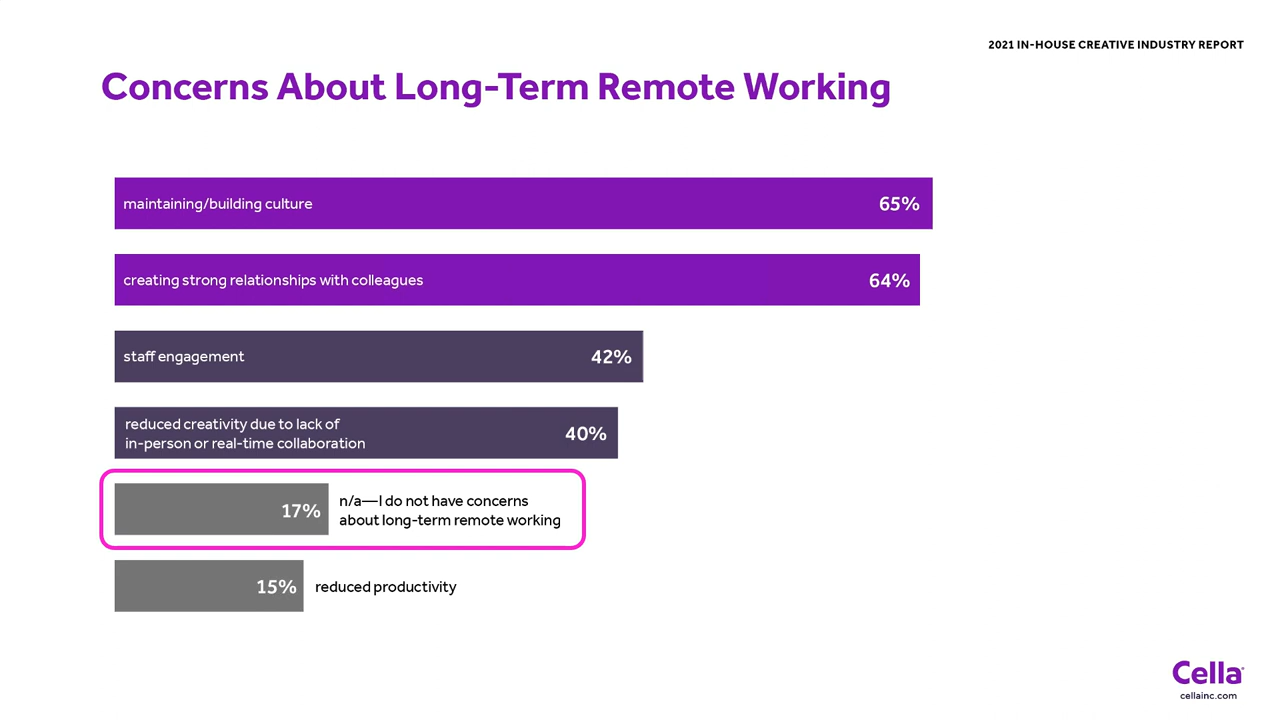 2021 IN-HOUSE CREATIVE INDUSTRY REPORT
Concerns About Long-Term Remote Working
maintaining/building culture 65%
creating strong relationships with colleagues 64%
staff engagement 42%
reduced creativity due to lack of
in-person or real-time collaboration 40%
17% n/a—I do not have concerns
about long-term remote working
15% reduced productivity
Cella
cellainc.com